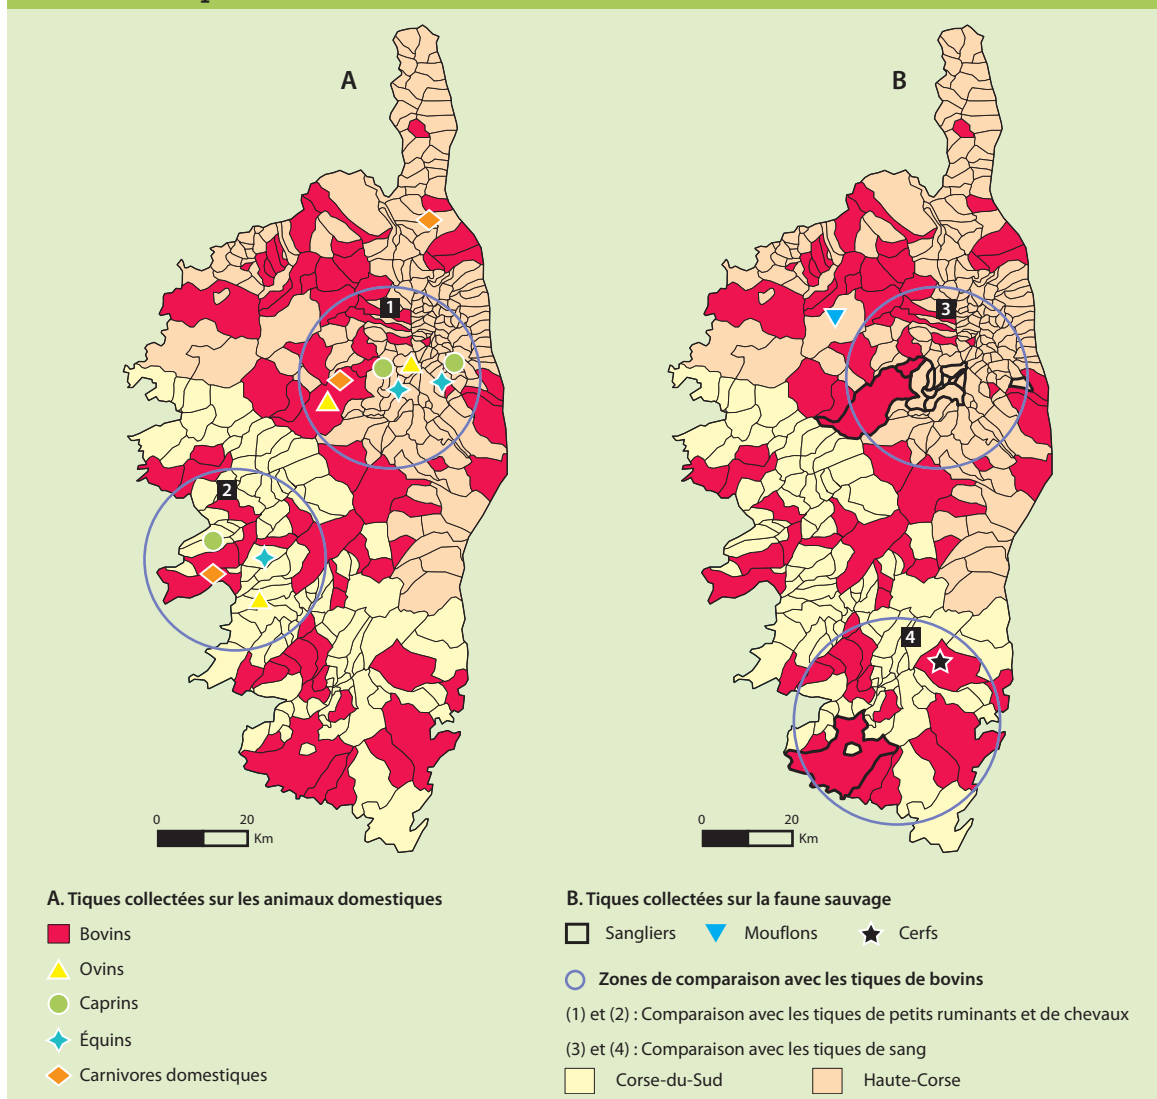 A
B
1
2
3
4
0 20
Km
0 20
Km
A. Tiques collectées sur les animaux domestiques
Bovins
Ovins
Caprins
Équins
Carnivores domestiques
B. Tiques collectées sur la faune sauvage
Sangliers Mouflons Cerfs
Zones de comparaison avec les tiques de bovins
(1) et (2) : Comparaison avec les tiques de petits ruminants et de chevaux
(3) et (4) : Comparaison avec les tiques de sang
Corse-du-Sud Haute-Corse